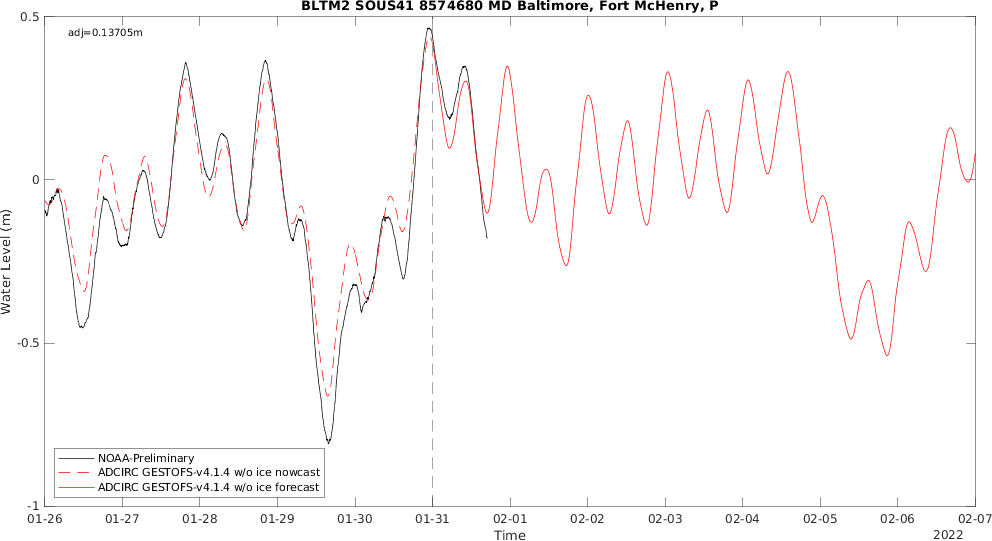 BLTM2 SOUS41 8574680 MD Baltimore, Fort McHenry, P
adj=0.13705m
0.5
0
-0.5
-1
Water Level (m)
NOAA-Preliminary
ADCIRC GESTOFS-v4.1.4 w/o ice nowcast
ADCIRC GESTOFS-v4.1.4 w/o ice forecast
01-26 01-27 01-28 01-29 01-30 01-31 02-01 02-02 02-03 02-04 02-05 02-06 02-07
Time
2022